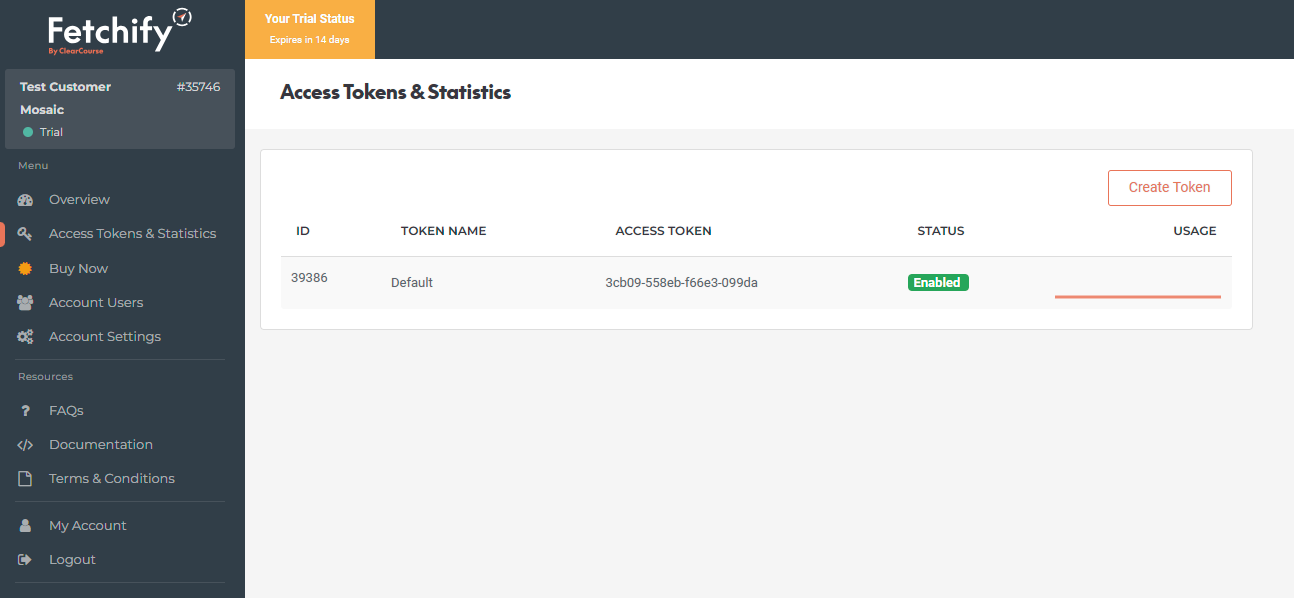 Fetchify
By ClearCourse
Your Trial Status
Expires in 14 days
Test Customer #35746
Mosaic
Trial
Menu
Overview
Access Tokens & Statistics
Buy Now
Account Users
Account Settings
Resources
FAQs
Documentation
Terms & Conditions
My Account
Logout
Access Tokens & Statistics
Create Token
ID TOKEN NAME ACCESS TOKEN STATUS USAGE
39386 Default 3cb09-558eb-f66e3-099da Enabled